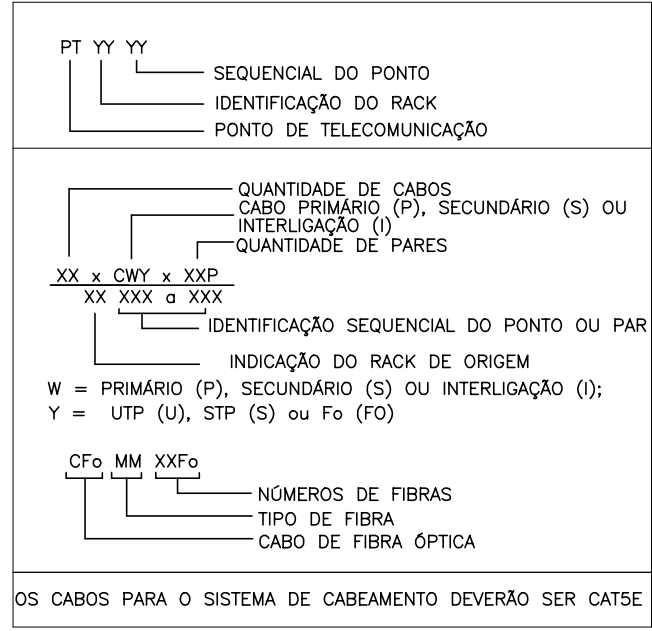 PT YY YY
SEQUENCIAL DO PONTO
IDENTIFICAÇÃO DO RACK
PONTO DE TELECOMUNICAÇÃO
QUANTIDADE DE CABOS
CABO PRIMÁRIO (P), SECUNDÁRIO (S) OU
INTERLIGAÇÃO (I)
QUANTIDADE DE PARES
XX x CWY x XXP
XX XXX a XXX
IDENTIFICAÇÃO SEQUENCIAL DO PONTO OU PAR
INDICAÇÃO DO RACK DE ORIGEM
W = PRIMÁRIO (P), SECUNDÁRIO (S) OU INTERLIGAÇÃO (I);
Y = UTP (U), STP (S) ou Fo (FO)
CFo MM XXFo
NÚMEROS DE FIBRAS
TIPO DE FIBRA
CABO DE FIBRA ÓPTICA
OS CABOS PARA O SISTEMA DE CABEAMENTO DEVERÃO SER CAT5E